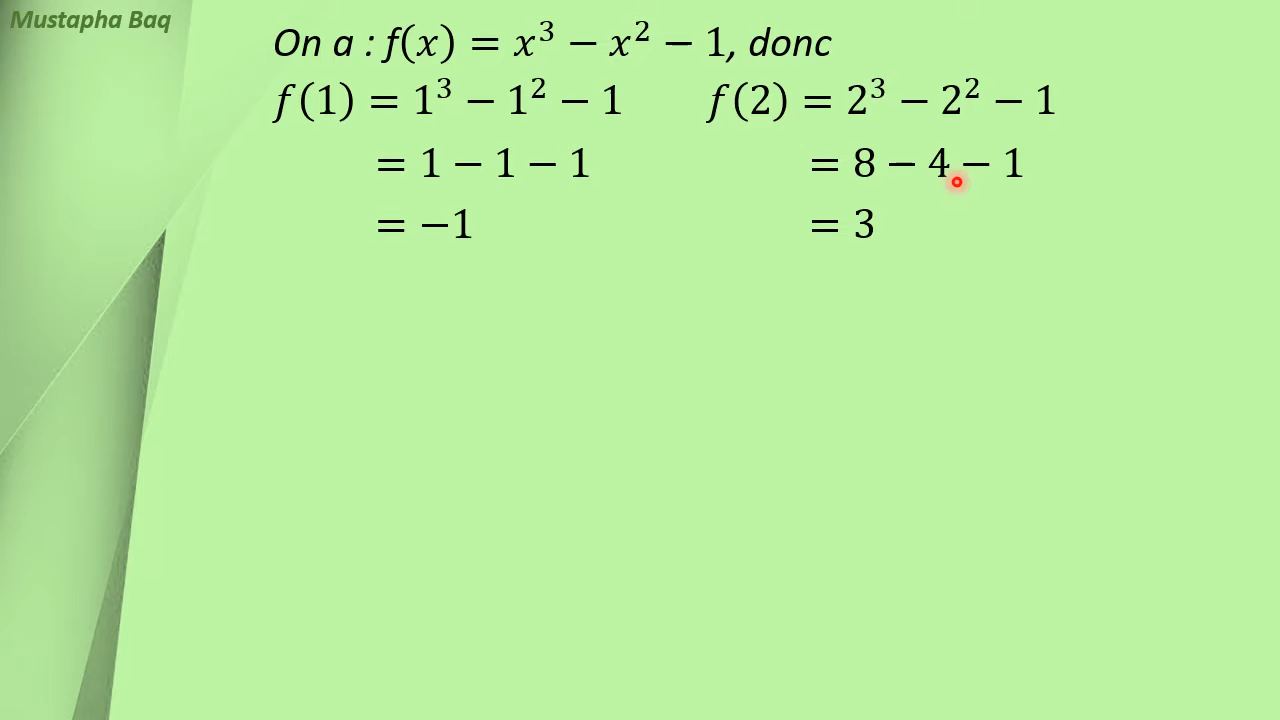 Mustapha Baq
On a : f(x) = x³ − x² − 1, donc
f(1) = 1³ − 1² − 1 f(2) = 2³ − 2² − 1
= 1 − 1 − 1 = 8 − 4 − 1
= −1 = 3